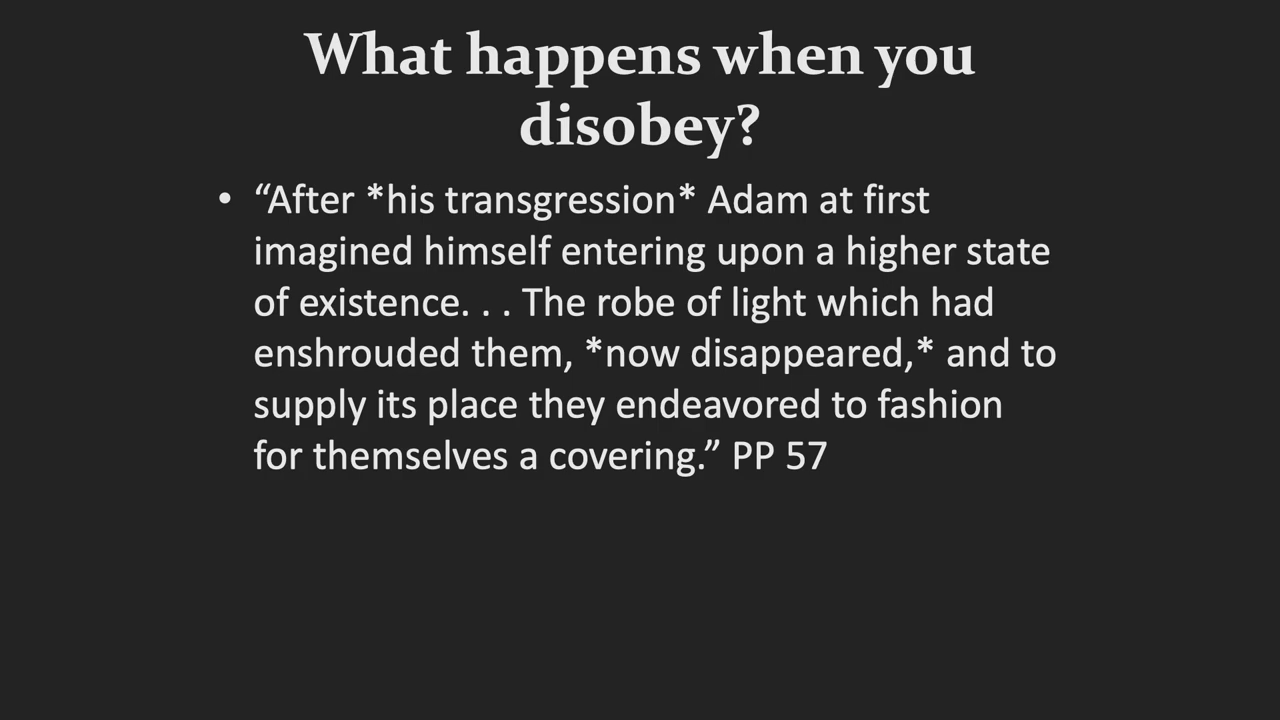 What happens when you
disobey?
• “After *his transgression* Adam at first
imagined himself entering upon a higher state
of existence. . . The robe of light which had
enshrouded them, *now disappeared,* and to
supply its place they endeavored to fashion
for themselves a covering.” PP 57